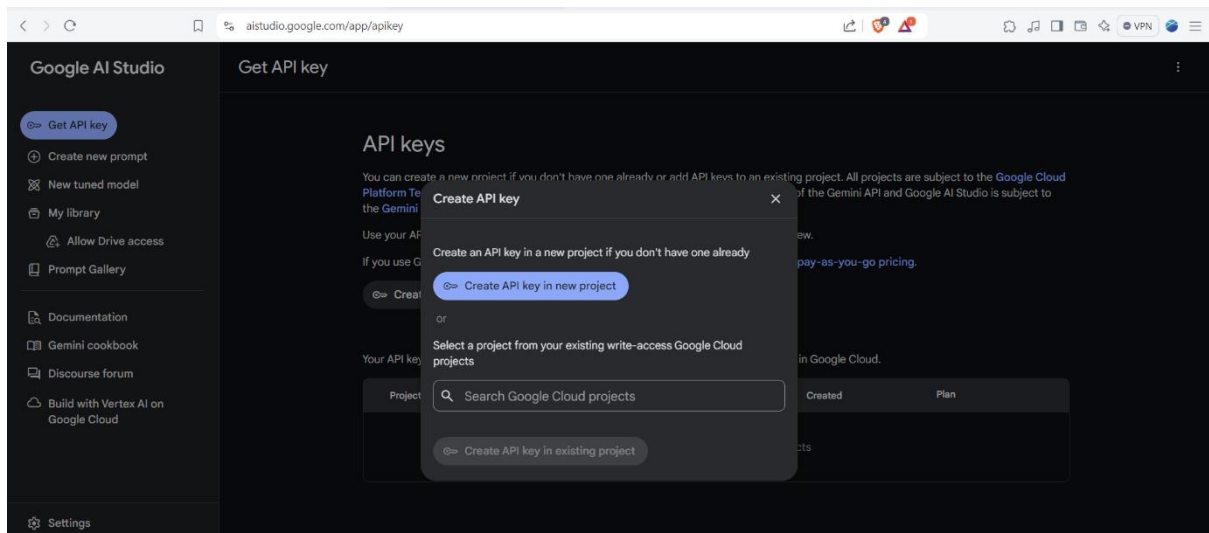 aistudio.google.com/app/apikey
VPN
Google AI Studio
Get API key
Get API key
Create new prompt
New tuned model
My library
Allow Drive access
Prompt Gallery
Documentation
Gemini cookbook
Discourse forum
Build with Vertex AI on
Google Cloud
Settings
API keys
You can create a new project if you don't have one already or add API keys to an existing project. All projects are subject to the Google Cloud
Platform
of the Gemini API and Google AI Studio is subject to
the Gemini
Use your
If you use
pay-as-you-go pricing.
Your API
in Google Cloud.
Project
Created
Plan
Create API key
Create an API key in a new project if you don't have one already
Create API key in new project
or
Select a project from your existing write-access Google Cloud
projects
Search Google Cloud projects
Create API key in existing project